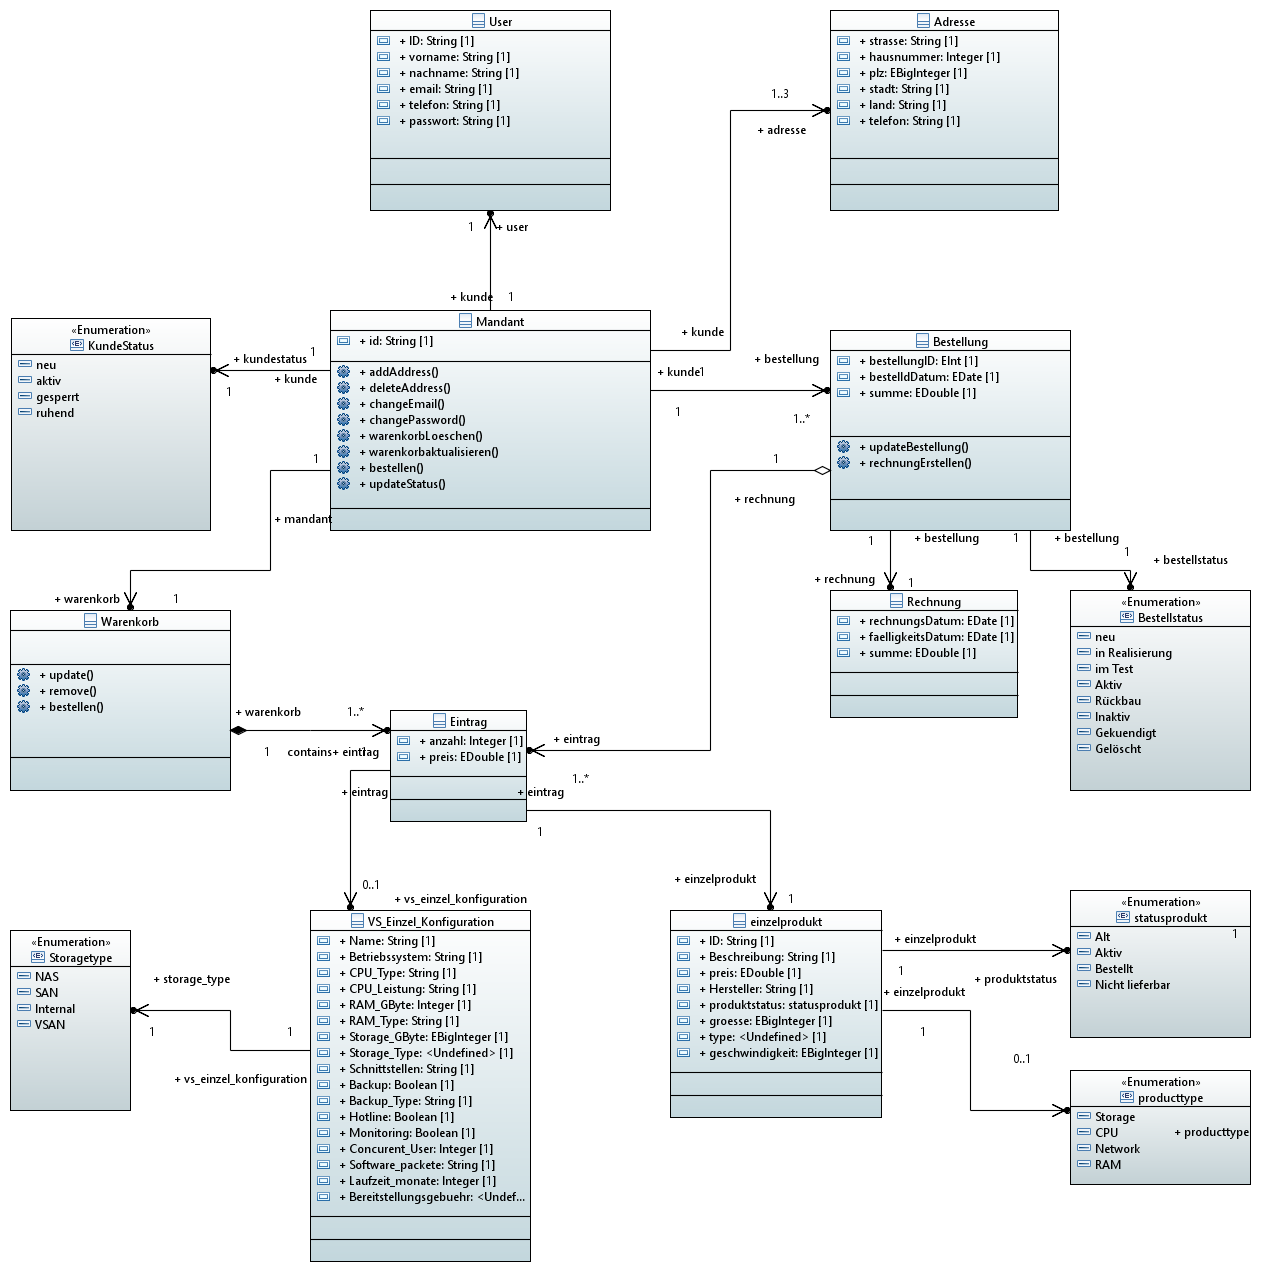 User
+ ID: String [1]
+ vorname: String [1]
+ nachname: String [1]
+ email: String [1]
+ telefon: String [1]
+ passwort: String [1]
Adresse
+ strasse: String [1]
+ hausnummer: Integer [1]
+ plz: EBigInteger [1]
+ stadt: String [1]
+ land: String [1]
+ telefon: String [1]
1..3
+ adresse
1
+ user
+ kunde
1
Mandant
+ id: String [1]
+ addAddress()
+ deleteAddress()
+ changeEmail()
+ changePassword()
+ warenkorbLoeschen()
+ warenkorbaktualisieren()
+ bestellen()
+ updateStatus()
«Enumeration»
KundeStatus
neu
aktiv
gesperrt
ruhend
+ kundestatus
1
+ kunde
1
+ kunde
1
+ kunde
1
+ bestellung
1..*
Bestellung
+ bestellungID: EInt [1]
+ bestelldDatum: EDate [1]
+ summe: EDouble [1]
+ updateBestellung()
+ rechnungErstellen()
1
+ mandant
1
+ rechnung
+ warenkorb
1
1
+ bestellung
+ rechnung
1
1
+ bestellung
1
+ bestellstatus
Warenkorb
+ update()
+ remove()
+ bestellen()
Rechnung
+ rechnungsDatum: EDate [1]
+ faelligkeitsDatum: EDate [1]
+ summe: EDouble [1]
«Enumeration»
Bestellstatus
neu
in Realisierung
im Test
Aktiv
Rückbau
Inaktiv
Gekuendigt
Gelöscht
+ warenkorb
1..*
1
contains
+ eintrag
1
Eintrag
+ anzahl: Integer [1]
+ preis: EDouble [1]
+ eintrag
1..*
+ eintrag
+ eintrag
1
0..1
+ vs_einzel_konfiguration
+ einzelprodukt
1
VS_Einzel_Konfiguration
+ Name: String [1]
+ Betriebssystem: String [1]
+ CPU_Type: String [1]
+ CPU_Leistung: String [1]
+ RAM_GByte: Integer [1]
+ RAM_Type: String [1]
+ Storage_GByte: EBigInteger [1]
+ Storage_Type: <Undefined> [1]
+ Schnittstellen: String [1]
+ Backup: Boolean [1]
+ Backup_Type: String [1]
+ Hotline: Boolean [1]
+ Monitoring: Boolean [1]
+ Concurent_User: Integer [1]
+ Software_packete: String [1]
+ Laufzeit_monate: Integer [1]
+ Bereitstellungsgebuehr: <Undef...
«Enumeration»
Storagetype
NAS
SAN
Internal
VSAN
+ storage_type
1
1
+ vs_einzel_konfiguration
einzelprodukt
+ ID: String [1]
+ Beschreibung: String [1]
+ preis: EDouble [1]
+ Hersteller: String [1]
+ produktstatus: statusprodukt [1]
+ groesse: EBigInteger [1]
+ type: <Undefined> [1]
+ geschwindigkeit: EBigInteger [1]
+ einzelprodukt
1
+ produktstatus
+ einzelprodukt
1
0..1
«Enumeration»
statusprodukt
1
Alt
Aktiv
Bestellt
Nicht lieferbar
«Enumeration»
producttype
Storage
CPU
+ producttype
Network
RAM